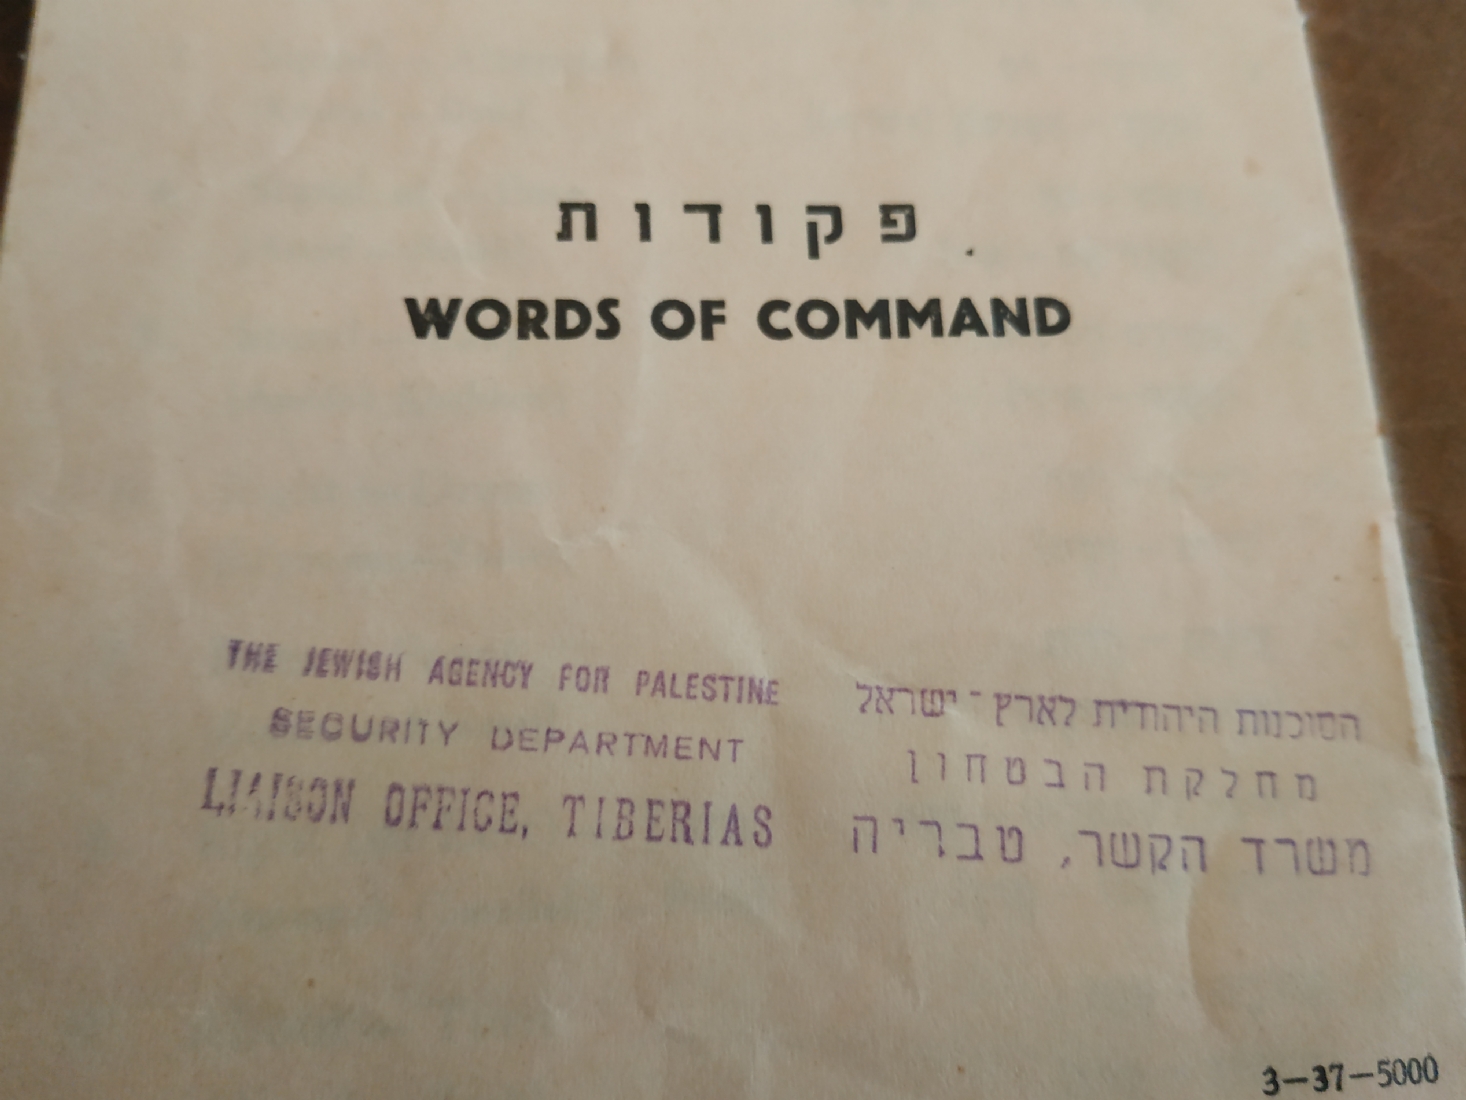 פקודות
WORDS OF COMMAND
THE JEWISH AGENCY FOR PALESTINE
SECURITY DEPARTMENT
LIAISON OFFICE, TIBERIAS
הסוכנות היהודית לארץ - ישראל
מחלקת הבטחון
משרד הקשר, טבריה
3-37-5000